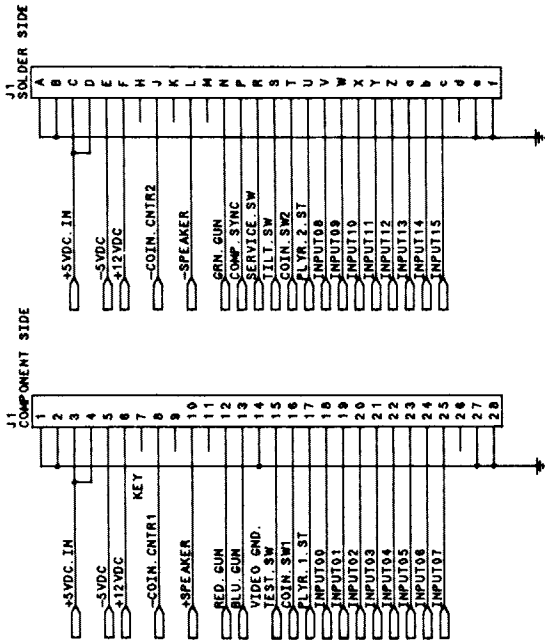 J1
SOLDER SIDE
A
B
+5VDC.IN C
D
-5VDC E
+12VDC F
H
-COIN.CNTR2 J
K
-SPEAKER L
M
GRN.GUN N
COMP.SYNC P
SERVICE.SW R
TILT.SW S
COIN.SW2 T
PLYR.2.ST U
INPUT08 V
INPUT09 W
INPUT10 X
INPUT11 Y
INPUT12 Z
INPUT13 a
INPUT14 b
INPUT15 c
d
e
f
J1
COMPONENT SIDE
1
2
+5VDC.IN 3
4
-5VDC 5
+12VDC 6
KEY 7
-COIN.CNTR1 8
9
+SPEAKER 10
11
RED.GUN 12
BLU.GUN 13
VIDEO GND. 14
TEST.SW 15
COIN.SW1 16
PLYR.1.ST 17
INPUT00 18
INPUT01 19
INPUT02 20
INPUT03 21
INPUT04 22
INPUT05 23
INPUT06 24
INPUT07 25
26
27
28